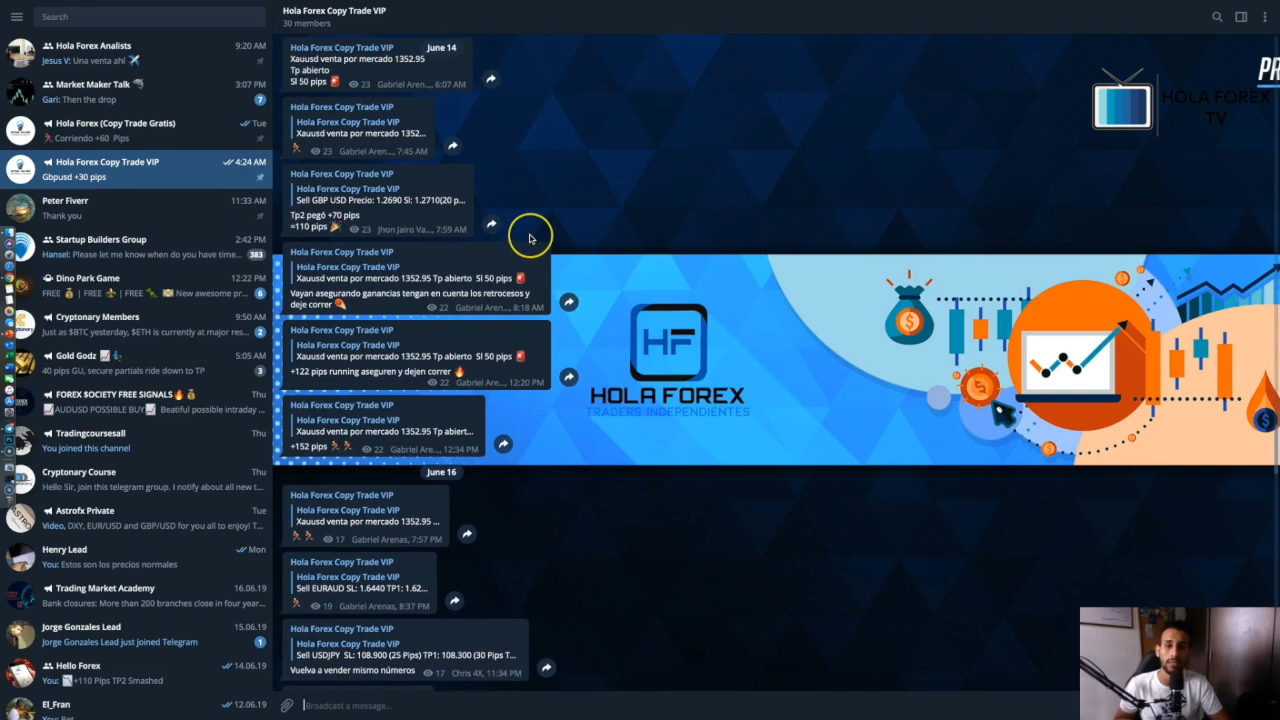 Search
Hola Forex Analists
9:20 AM
Jesus V: Una venta ahí
Market Maker Talk
3:07 PM
Gari: Then the drop
7
Hola Forex (Copy Trade Gratis)
Tue
Corriendo +60 Pips
Hola Forex Copy Trade VIP
4:24 AM
Gbpusd +30 pips
Peter Fiverr
11:33 AM
Thank you
Startup Builders Group
2:42 PM
Hansel: Please let me know when do you have time...
383
Dino Park Game
12:22 PM
FREE | FREE | FREE | New awesome pr...
6
Cryptonary Members
9:50 AM
Just as $BTC yesterday, $ETH is currently at major res...
2
Gold Godz
5:05 AM
40 pips GU, secure partials ride down to TP
3
FOREX SOCIETY FREE SIGNALS
Thu
AUDUSD POSSIBLE BUY Beatiful possible intraday ...
Tradingcoursesall
Thu
You joined this channel
Cryptonary Course
Thu
Hello Sir, join this telegram group. I notify about all new t...
Astrofx Private
Tue
Video, DXY, EUR/USD and GBP/USD for you all to enjoy! T...
Henry Lead
Mon
You: Estos son los precios normales
Trading Market Academy
16.06.19
Bank closures: More than 200 branches close in four year...
Jorge Gonzales Lead
15.06.19
Jorge Gonzales Lead just joined Telegram
1
Hello Forex
14.06.19
You: +110 Pips TP2 Smashed
El_Fran
12.06.19
Hola Forex Copy Trade VIP
30 members
Hola Forex Copy Trade VIP
June 14
Xauusd venta por mercado 1352.95
Tp abierto
Sl 50 pips
23 Gabriel Aren..., 6:07 AM
Hola Forex Copy Trade VIP
Hola Forex Copy Trade VIP
Xauusd venta por mercado 1352...
23 Gabriel Aren..., 7:45 AM
Hola Forex Copy Trade VIP
Hola Forex Copy Trade VIP
Sell GBP USD Precio: 1.2690 Sl: 1.2710(20 p...
Tp2 pegó +70 pips
=110 pips
23 Jhon Jairo Va..., 7:59 AM
Hola Forex Copy Trade VIP
Hola Forex Copy Trade VIP
Xauusd venta por mercado 1352.95 Tp abierto Sl 50 pips
Vayan asegurando ganancias tengan en cuenta los retrocesos y
deje correr
22 Gabriel Aren..., 8:18 AM
Hola Forex Copy Trade VIP
Hola Forex Copy Trade VIP
Xauusd venta por mercado 1352.95 Tp abierto Sl 50 pips
+122 pips running aseguren y dejen correr
22 Gabriel Are..., 12:20 PM
Hola Forex Copy Trade VIP
Hola Forex Copy Trade VIP
Xauusd venta por mercado 1352.95 Tp abiert...
+152 pips
22 Gabriel Are..., 12:34 PM
June 16
Hola Forex Copy Trade VIP
Hola Forex Copy Trade VIP
Xauusd venta por mercado 1352.95 ...
17 Gabriel Arenas, 7:57 PM
Hola Forex Copy Trade VIP
Hola Forex Copy Trade VIP
Sell EURAUD SL: 1.6440 TP1: 1.62...
19 Gabriel Arenas, 8:37 PM
Hola Forex Copy Trade VIP
Hola Forex Copy Trade VIP
Sell USDJPY SL: 108.900 (25 Pips) TP1: 108.300 (30 Pips T...
Vuelva a vender mismo números
17 Chris 4X, 11:34 PM
Broadcast a message...
HF
HOLA FOREX
TRADERS INDEPENDIENTES
PR
HOLA FOREX
TV